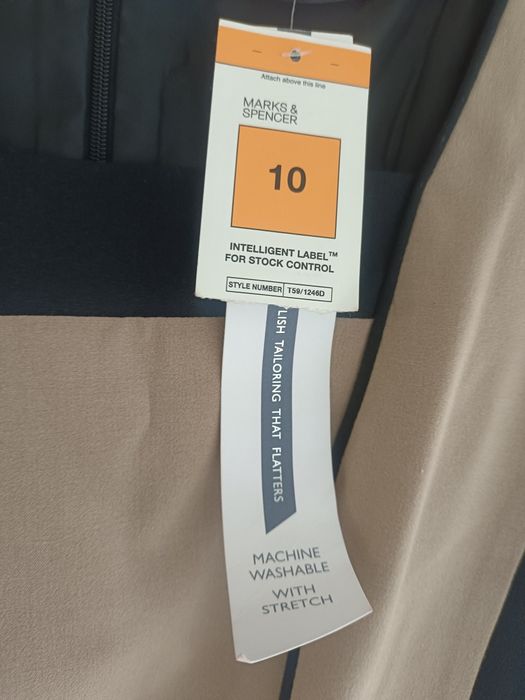 Attach above this line
MARKS &
SPENCER
10
INTELLIGENT LABEL™
FOR STOCK CONTROL
STYLE NUMBER T59/1246D
TAILORING THAT FLATTERS
MACHINE
WASHABLE
WITH
STRETCH